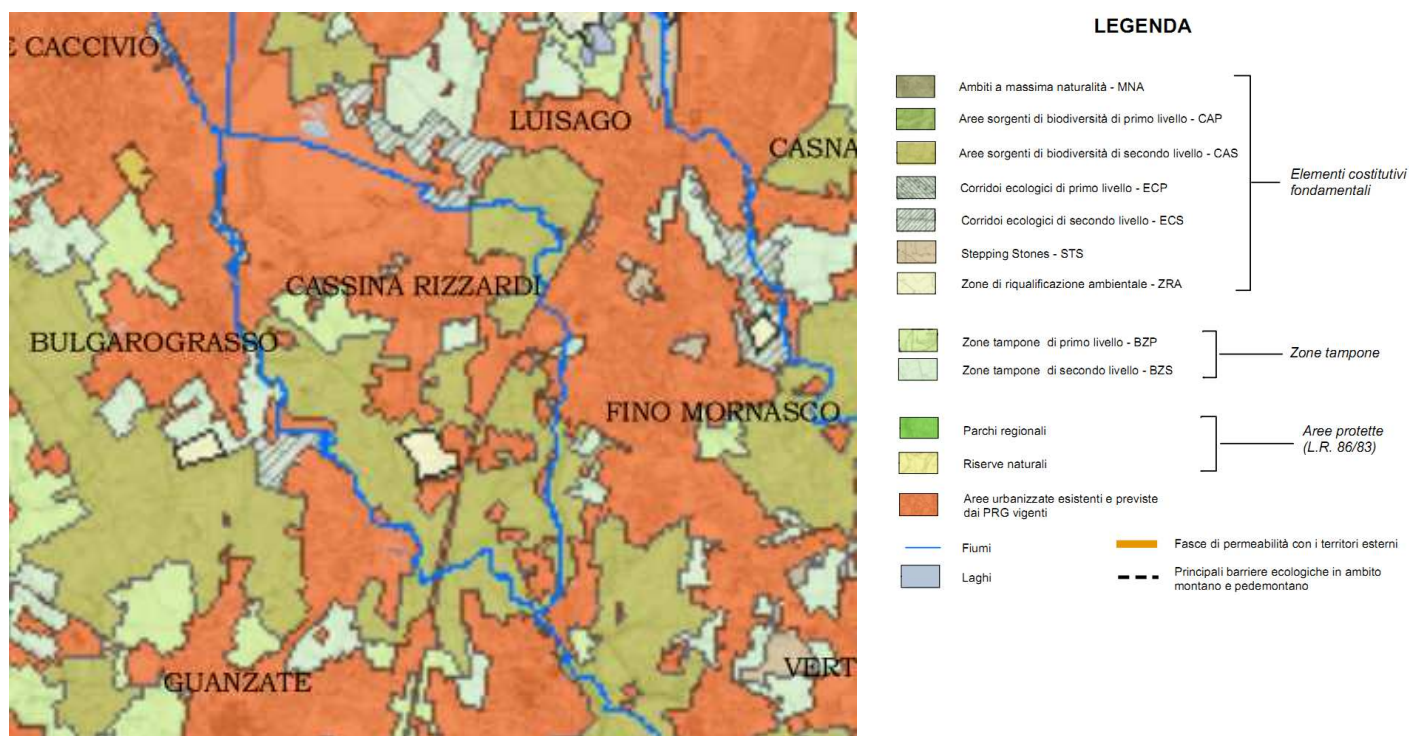 E CACCIVIO
LUISAGO
CASNA
CASSINA RIZZARDI
BULGAROGRASSO
FINO MORNASCO
GUANZATE
VERT
LEGENDA
Ambiti a massima naturalità - MNA
Aree sorgenti di biodiversità di primo livello - CAP
Aree sorgenti di biodiversità di secondo livello - CAS
Corridoi ecologici di primo livello - ECP
Corridoi ecologici di secondo livello - ECS
Stepping Stones - STS
Zone di riqualificazione ambientale - ZRA
Elementi costitutivi
fondamentali
Zone tampone di primo livello - BZP
Zone tampone di secondo livello - BZS
Zone tampone
Parchi regionali
Riserve naturali
Aree protette
(L.R. 86/83)
Aree urbanizzate esistenti e previste
dai PRG vigenti
Fiumi
Laghi
Fasce di permeabilità con i territori esterni
Principali barriere ecologiche in ambito
montano e pedemontano